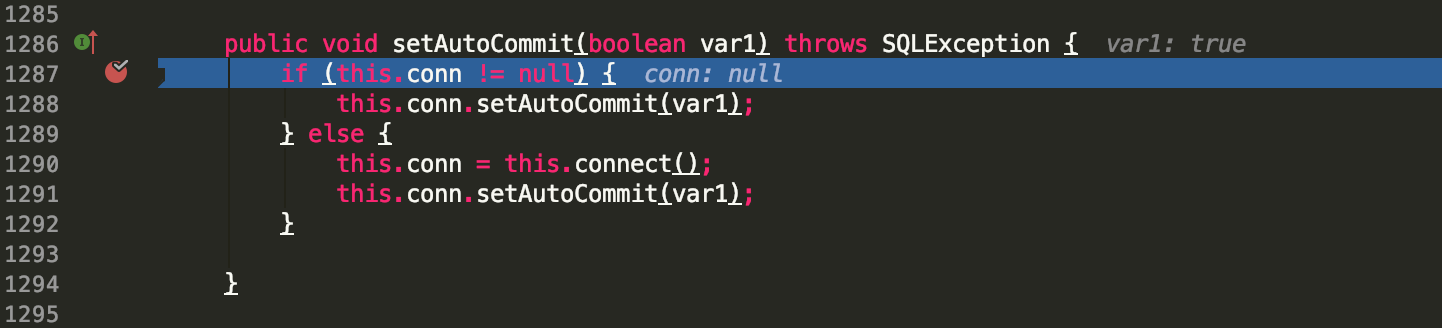 1285
1286 public void setAutoCommit(boolean var1) throws SQLException { var1: true
1287 if (this.conn != null) { conn: null
1288 this.conn.setAutoCommit(var1);
1289 } else {
1290 this.conn = this.connect();
1291 this.conn.setAutoCommit(var1);
1292 }
1293
1294 }
1295